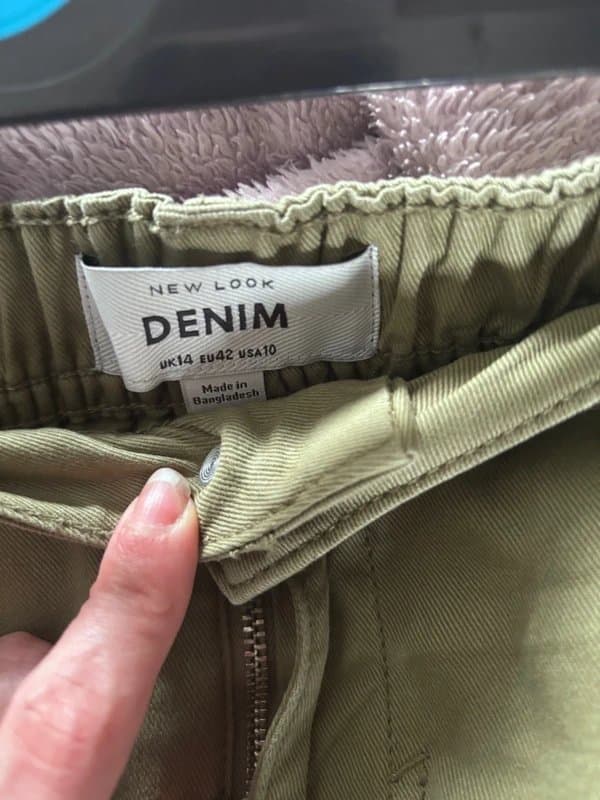 NEW LOOK
DENIM
UK14 EU42 USA10
Made in
Bangladesh